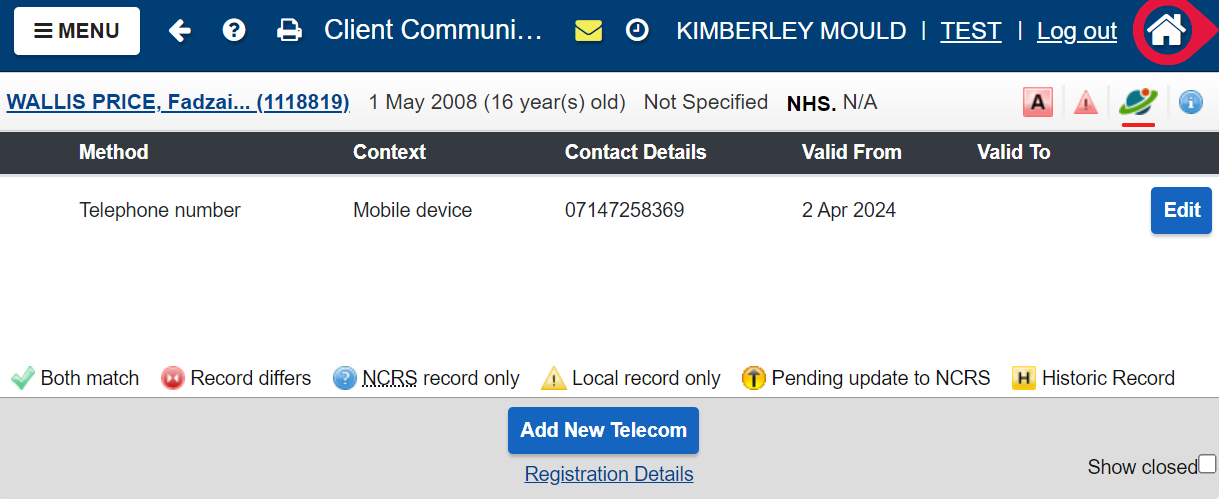 MENU Client Communi... KIMBERLEY MOULD | TEST | Log out
WALLIS PRICE, Fadzai... (1118819) 1 May 2008 (16 year(s) old) Not Specified NHS. N/A A
Method Context Contact Details Valid From Valid To
Telephone number Mobile device 07147258369 2 Apr 2024 Edit
Both match Record differs NCRS record only Local record only Pending update to NCRS H Historic Record
Add New Telecom
Registration Details
Show closed